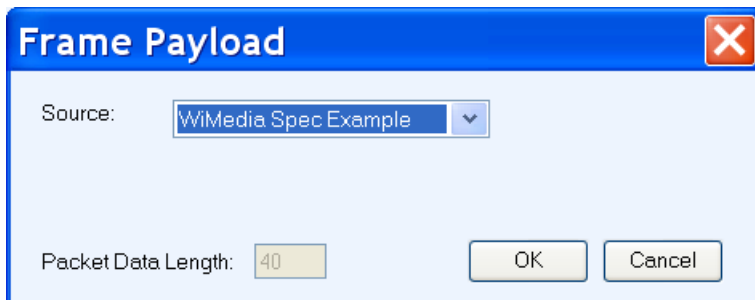 Frame Payload
Source: WiMedia Spec Example
Packet Data Length: 40 OK Cancel